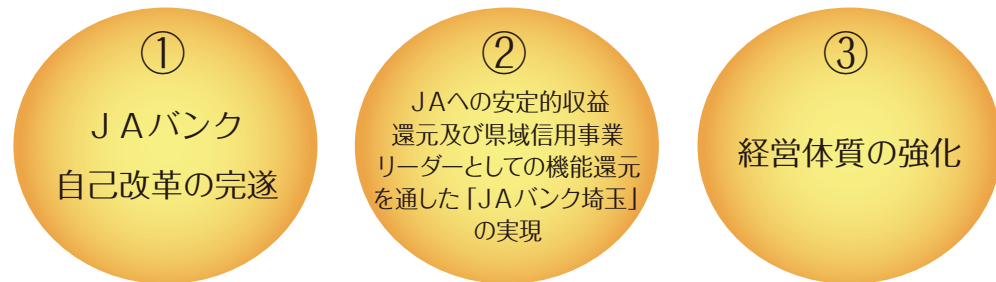 ①
ＪＡバンク
自己改革の完遂
②
ＪＡへの安定的収益
還元及び県域信用事業
リーダーとしての機能還元
を通した「ＪＡバンク埼玉」
の実現
③
経営体質の強化